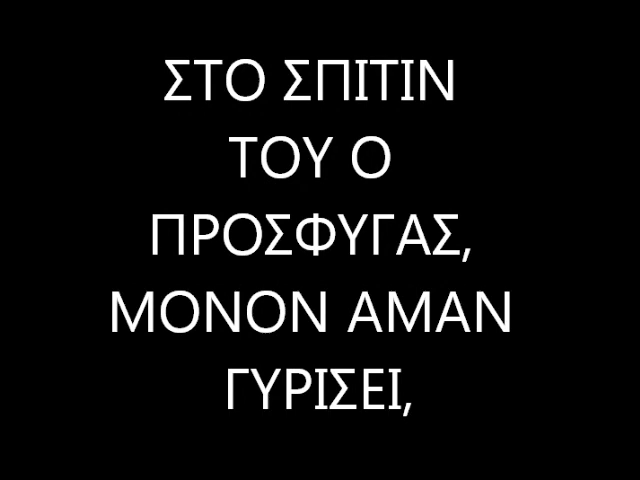 ΣΤΟ ΣΠΙΤΙΝ
ΤΟΥ Ο
ΠΡΟΣΦΥΓΑΣ,
ΜΟΝΟΝ ΑΜΑΝ
ΓΥΡΙΣΕΙ,